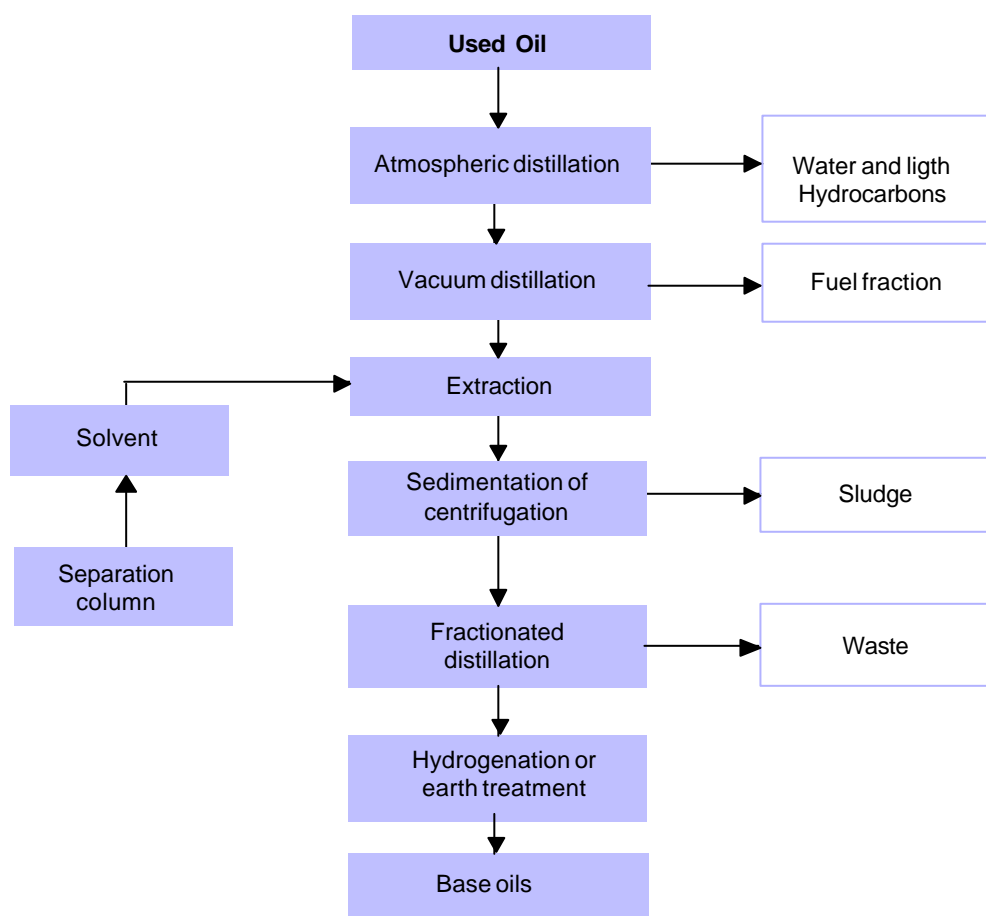 Used Oil
Atmospheric distillation
Water and ligth
Hydrocarbons
Vacuum distillation
Fuel fraction
Extraction
Solvent
Sedimentation of
centrifugation
Sludge
Separation
column
Fractionated
distillation
Waste
Hydrogenation or
earth treatment
Base oils